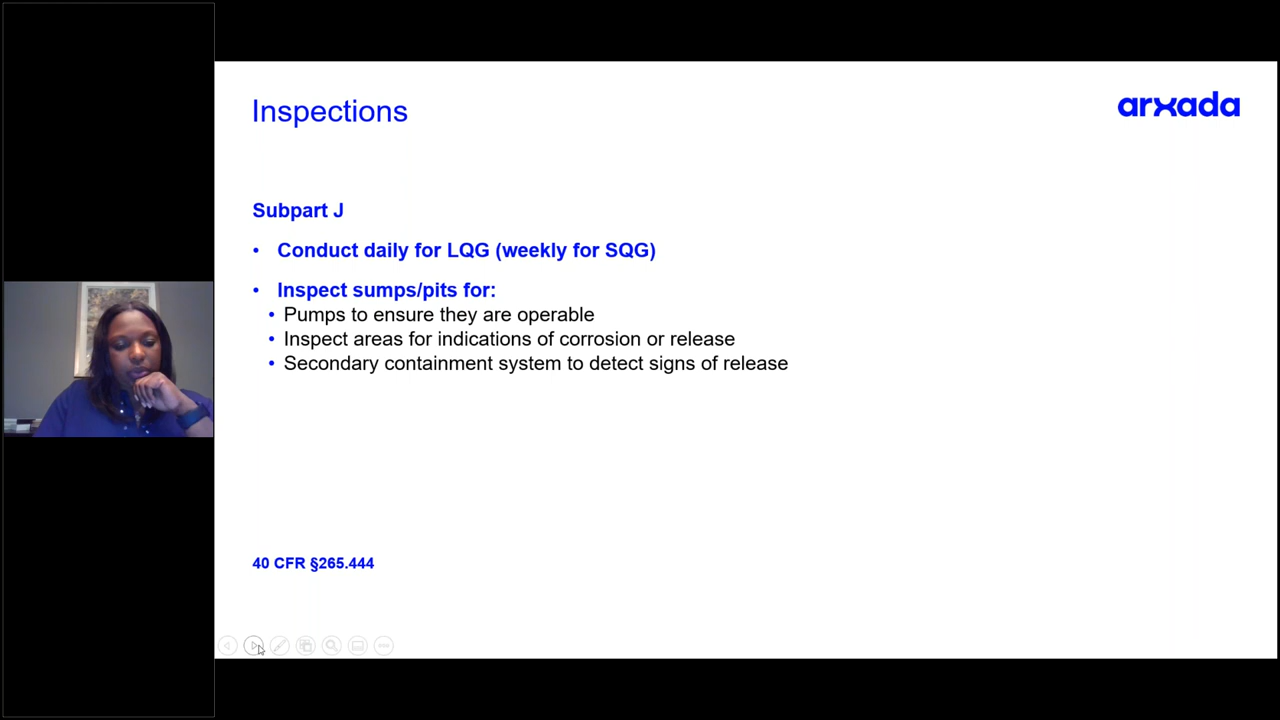 Inspections
arxada
Subpart J
• Conduct daily for LQG (weekly for SQG)
• Inspect sumps/pits for:
• Pumps to ensure they are operable
• Inspect areas for indications of corrosion or release
• Secondary containment system to detect signs of release
40 CFR §265.444